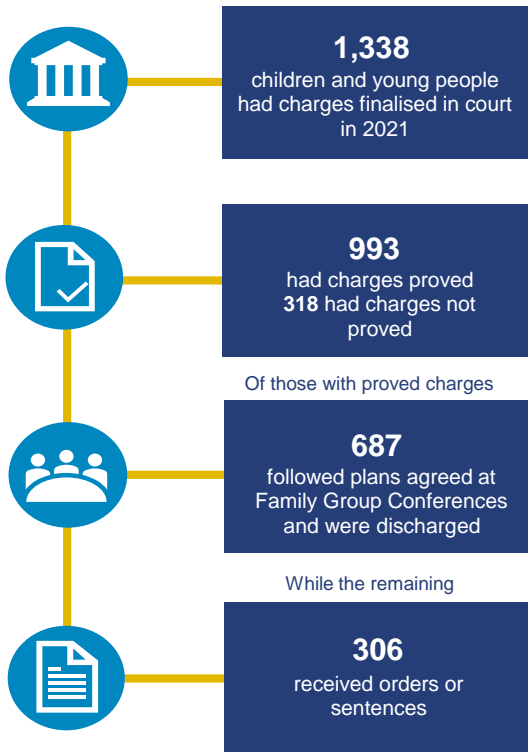 1,338
children and young people
had charges finalised in court
in 2021
993
had charges proved
318 had charges not
proved
Of those with proved charges
687
followed plans agreed at
Family Group Conferences
and were discharged
While the remaining
306
received orders or
sentences